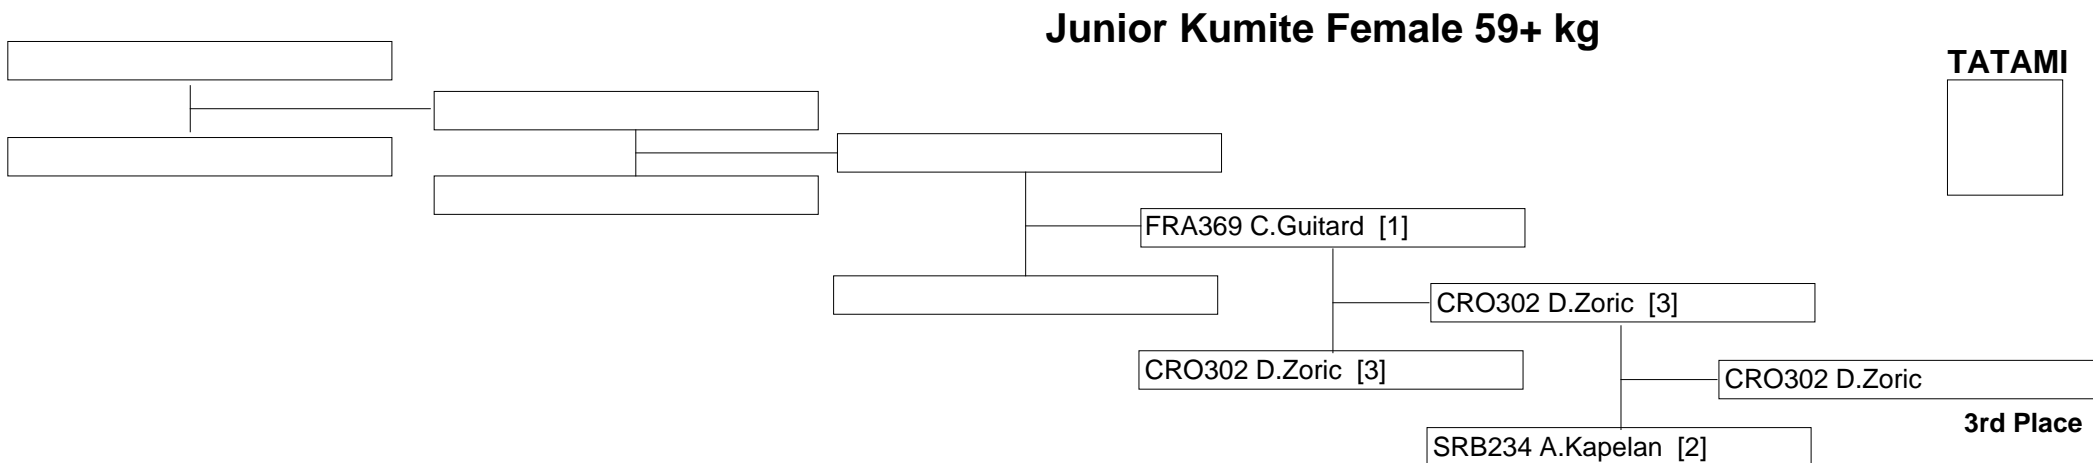 Junior Kumite Female 59+ kg
TATAMI
FRA369 C.Guitard [1]
CRO302 D.Zoric [3]
CRO302 D.Zoric [3]
CRO302 D.Zoric
3rd Place
SRB234 A.Kapelan [2]